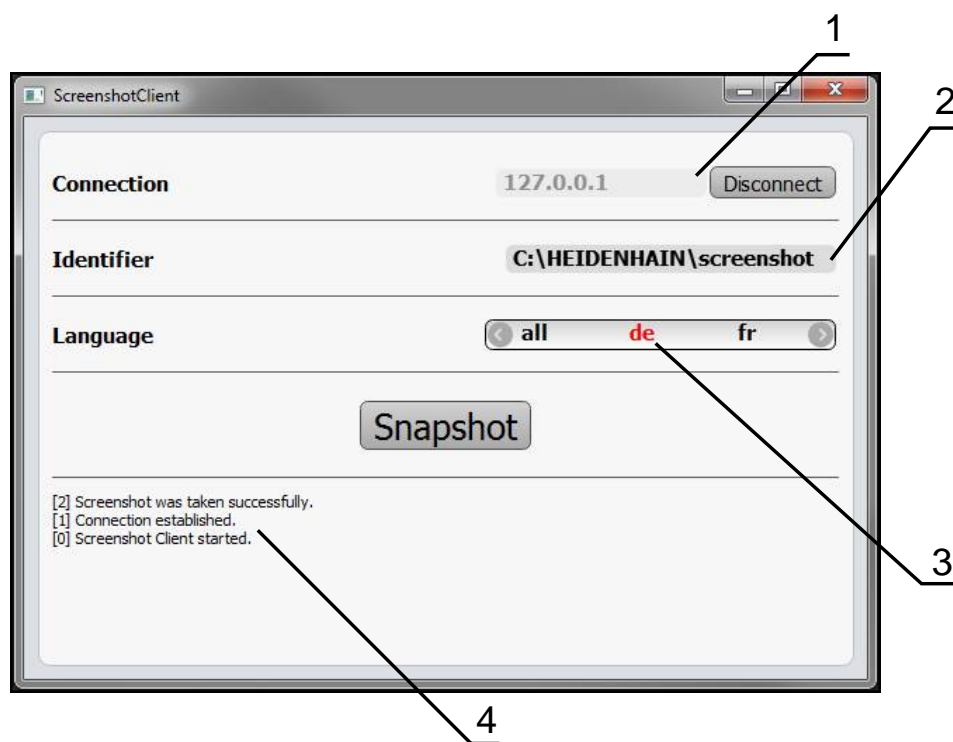 1
ScreenshotClient
2
Connection 127.0.0.1 Disconnect
Identifier C:\HEIDENHAIN\screenshot
Language all de fr
Snapshot
[2] Screenshot was taken successfully.
[1] Connection established.
[0] Screenshot Client started.
3
4